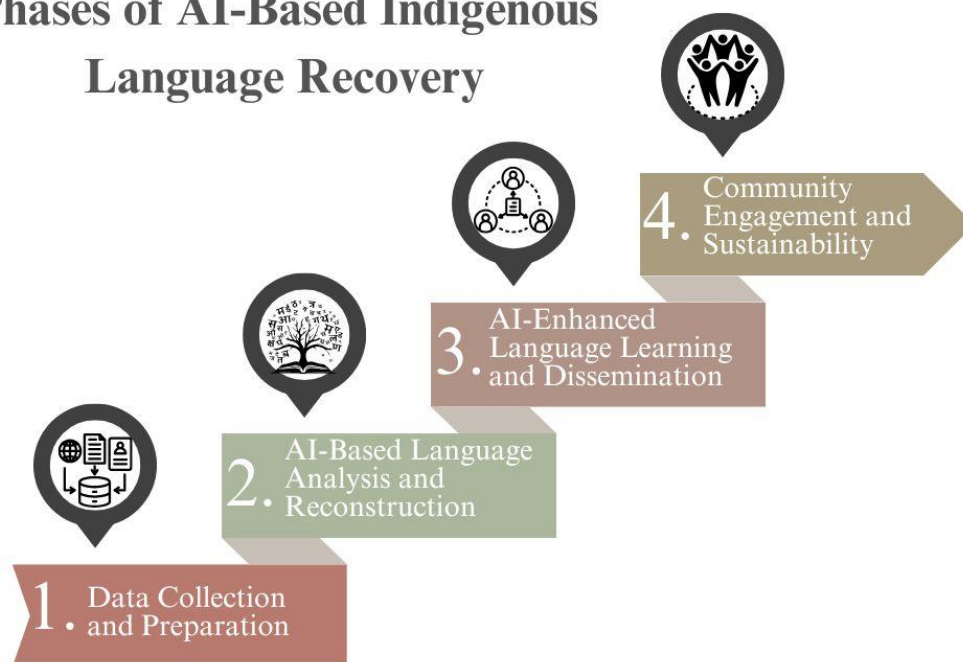 Phases of AI-Based Indigenous
Language Recovery
4. Community
Engagement and
Sustainability
3. AI-Enhanced
Language Learning
and Dissemination
2. AI-Based Language
Analysis and
Reconstruction
1. Data Collection
and Preparation